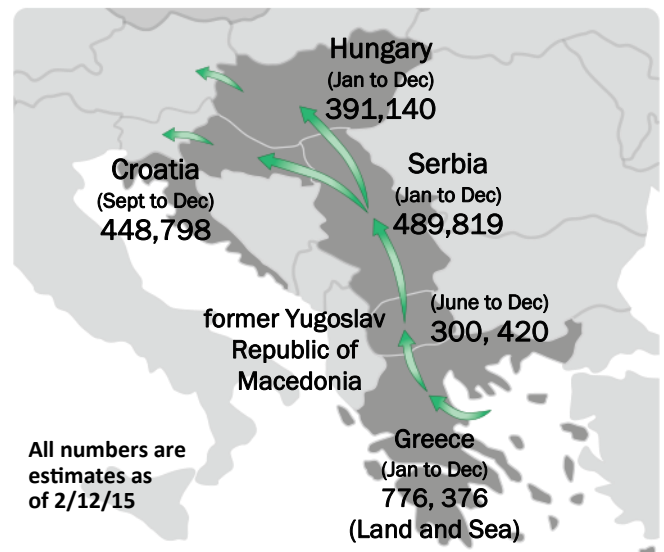 Hungary
(Jan to Dec)
391,140
Croatia
(Sept to Dec)
448,798
Serbia
(Jan to Dec)
489,819
former Yugoslav
Republic of
Macedonia
(June to Dec)
300, 420
Greece
(Jan to Dec)
776, 376
(Land and Sea)
All numbers are
estimates as
of 2/12/15